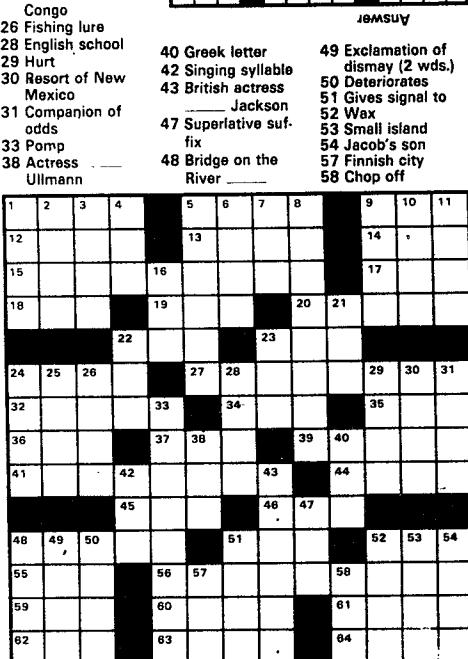 Congo
26 Fishing lure
28 English school
29 Hurt
30 Resort of New
Mexico
31 Companion of
odds
33 Pomp
38 Actress ___
Ullmann
40 Greek letter
42 Singing syllable
43 British actress
_____ Jackson
47 Superlative suf-
fix
48 Bridge on the
River _____
Answer
49 Exclamation of
dismay (2 wds.)
50 Deteriorates
51 Gives signal to
52 Wax
53 Small island
54 Jacob's son
57 Finnish city
58 Chop off
1 2 3 4 5 6 7 8 9 10 11
12 13 14
15 16 17
18 19 20 21
22 23
24 25 26 27 28 29 30 31
32 33 34 35
36 37 38 39 40
41 42 43 44
45 46 47
48 49 50 51 52 53 54
55 56 57 58
59 60 61
62 63 64